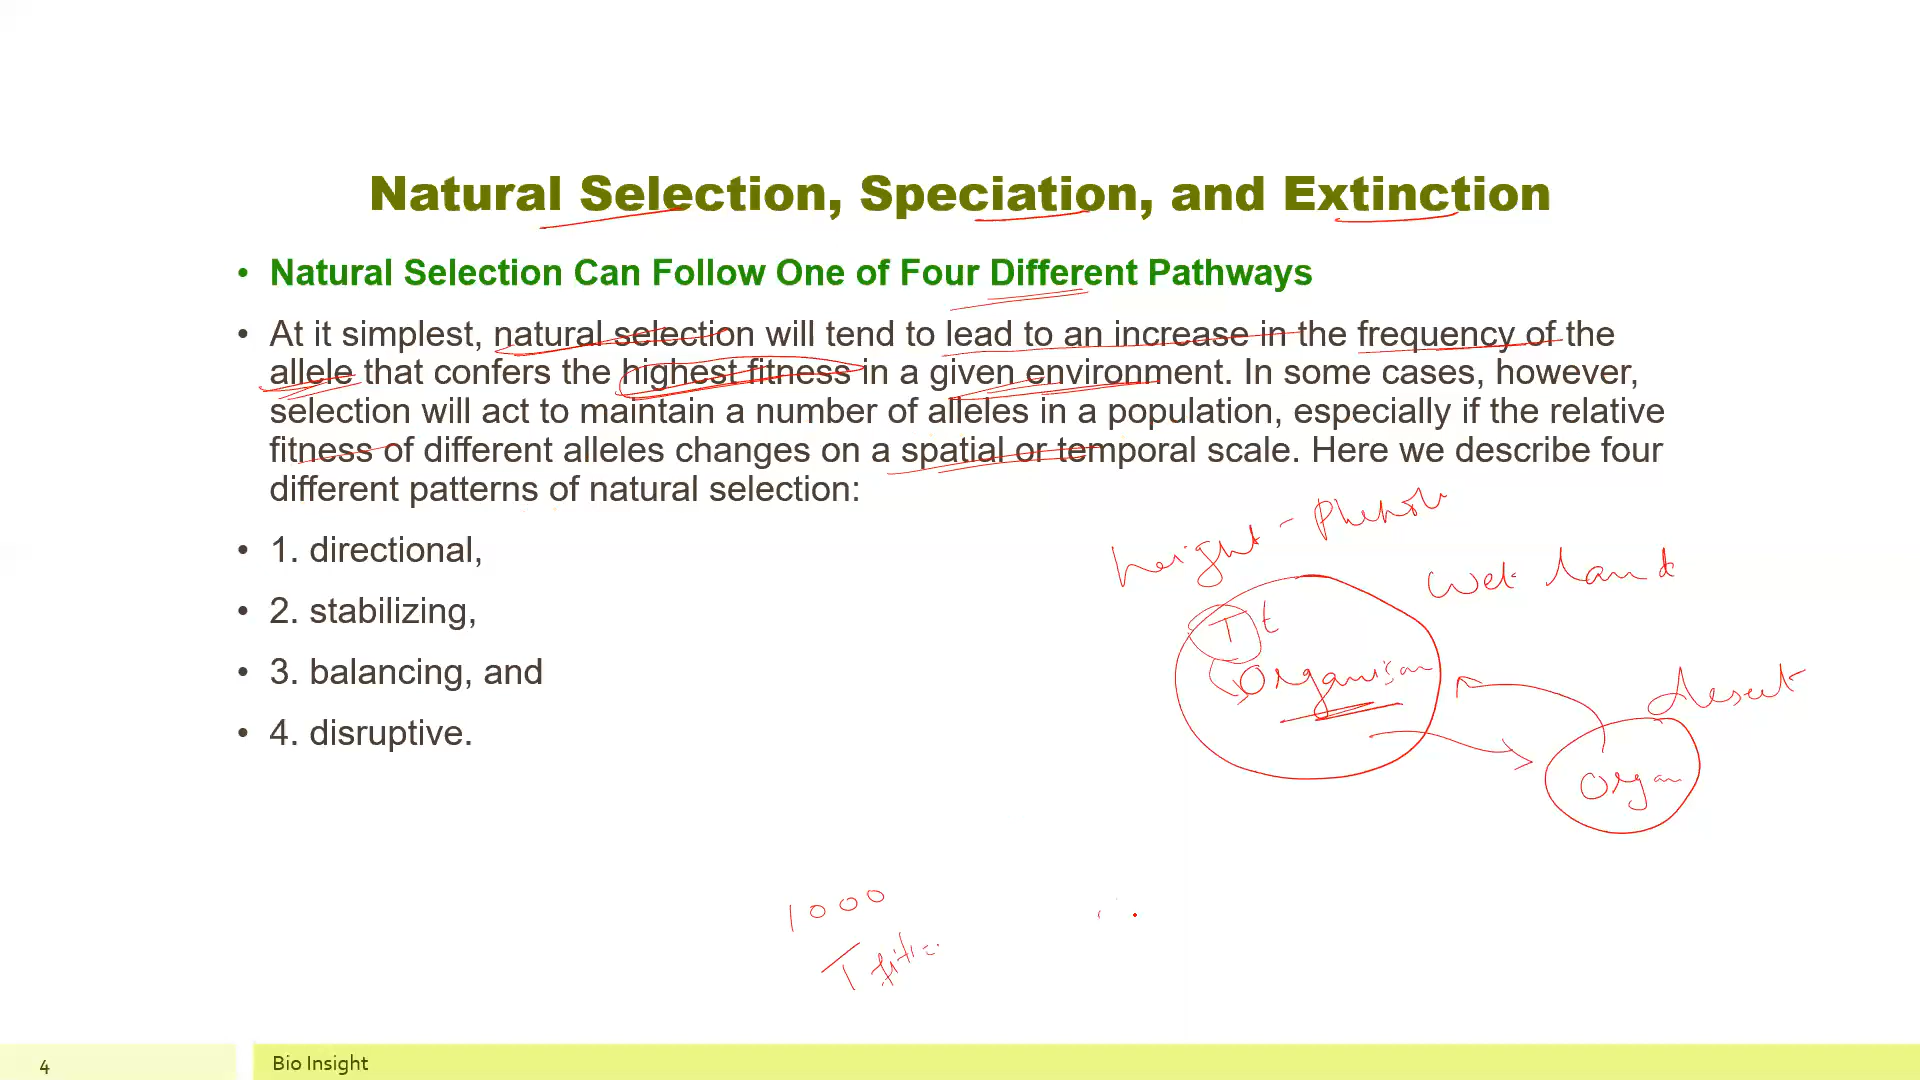 Natural Selection, Speciation, and Extinction
• Natural Selection Can Follow One of Four Different Pathways
• At it simplest, natural selection will tend to lead to an increase in the frequency of the
allele that confers the highest fitness in a given environment. In some cases, however,
selection will act to maintain a number of alleles in a population, especially if the relative
fitness of different alleles changes on a spatial or temporal scale. Here we describe four
different patterns of natural selection:
• 1. directional,
• 2. stabilizing,
• 3. balancing, and
• 4. disruptive.
height -
wet land
T t
Organism
desert
Organ
1000
T
4
Bio Insight